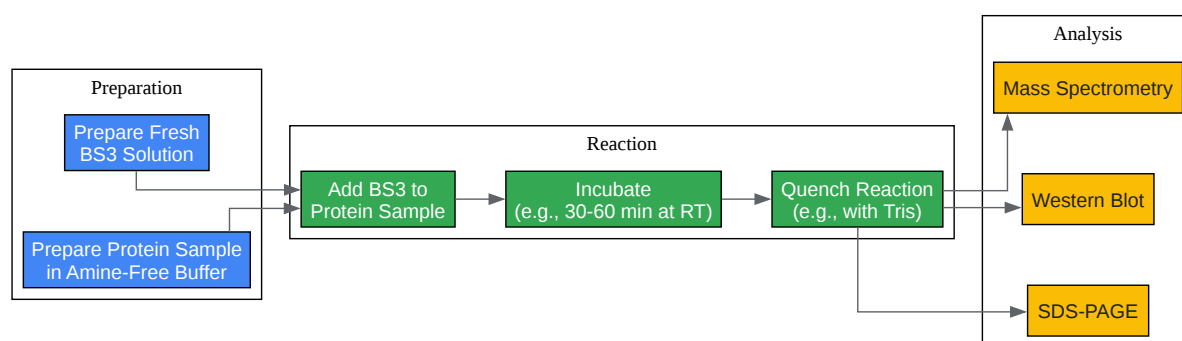 Preparation
Prepare Fresh
BS3 Solution
Prepare Protein Sample
in Amine-Free Buffer
Reaction
Add BS3 to
Protein Sample
Incubate
(e.g., 30-60 min at RT)
Quench Reaction
(e.g., with Tris)
Analysis
Mass Spectrometry
Western Blot
SDS-PAGE